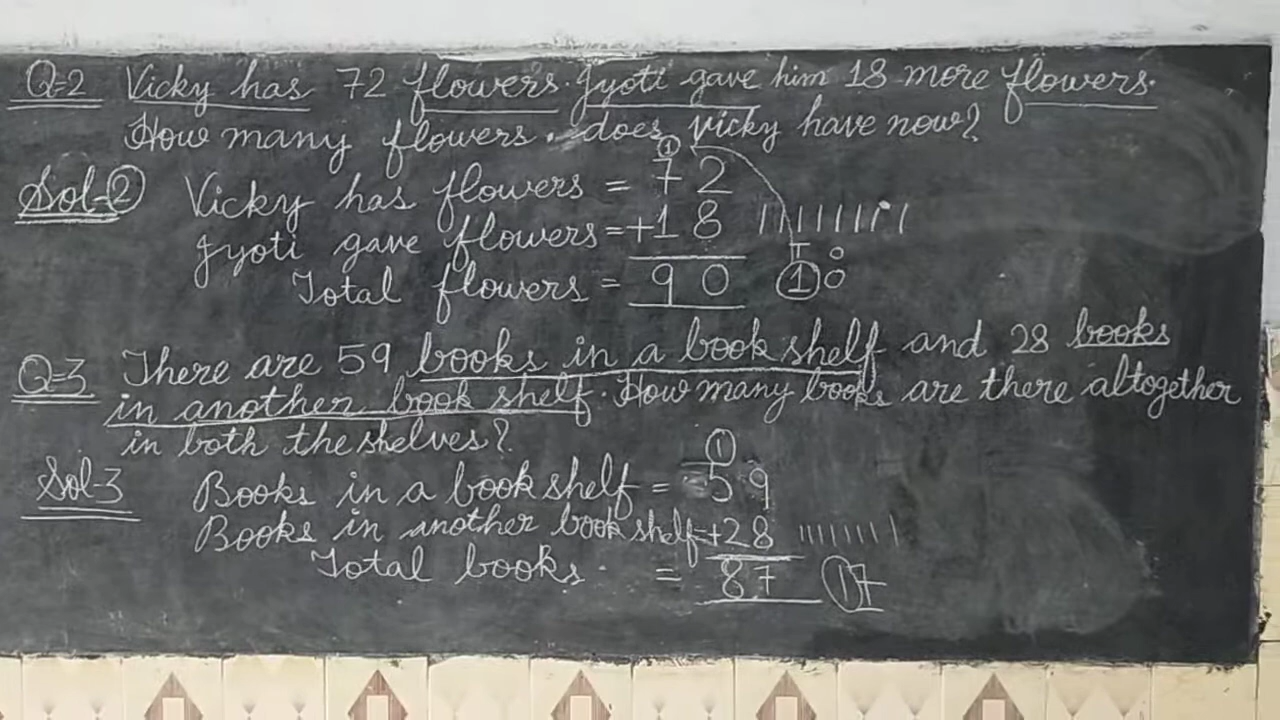 Q=2 Vicky has 72 flowers. Jyoti gave him 18 more flowers.
How many flowers. does vicky have now?
①
Sol-② Vicky has flowers = 72
Jyoti gave flowers = +18
T O
Total flowers = 90 ①0
Q=3 There are 59 books in a book shelf and 28 books
in another book shelf. How many books are there altogether
in both the shelves?
①
Sol-3 Books in a book shelf = 59
Books in another book shelf = +28
Total books. = 87 ①7